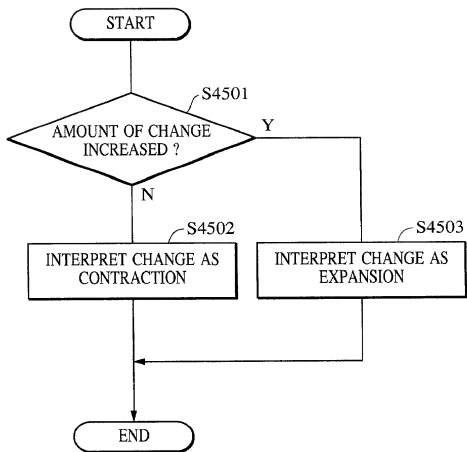 START
S4501
AMOUNT OF CHANGE
INCREASED ?
Y
N
S4502
S4503
INTERPRET CHANGE AS
CONTRACTION
INTERPRET CHANGE AS
EXPANSION
END